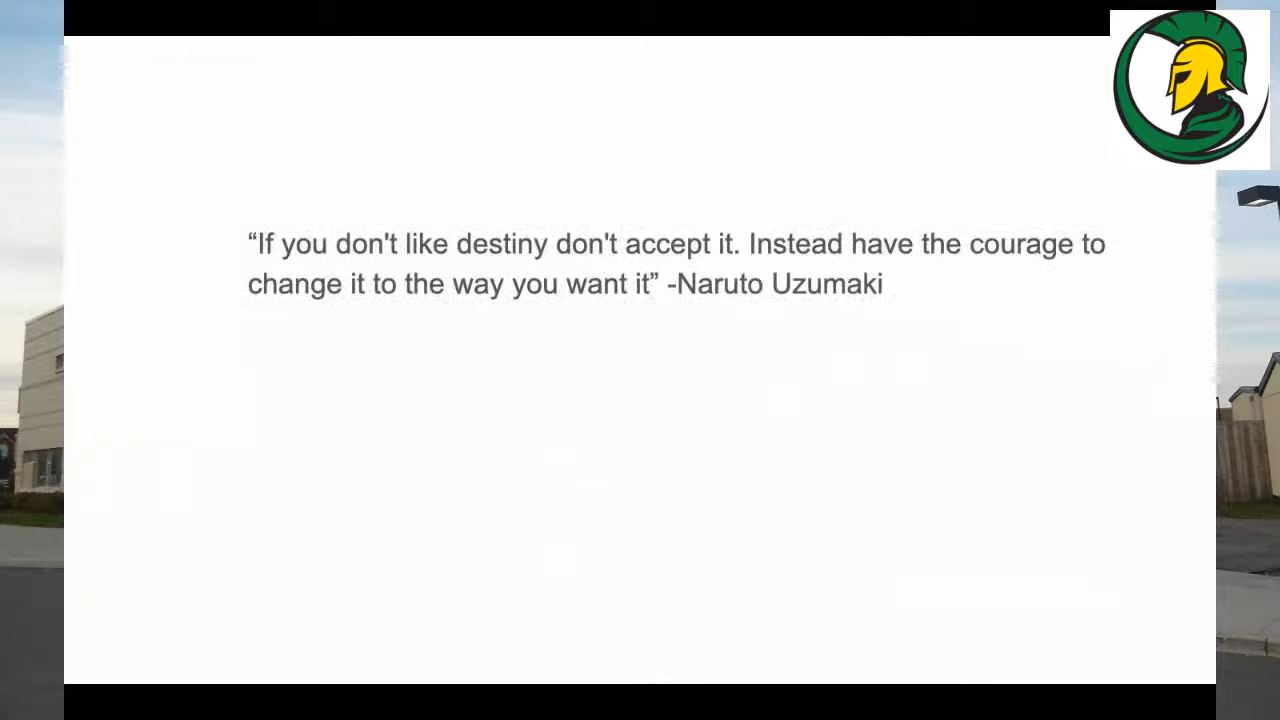 “If you don't like destiny don't accept it. Instead have the courage to
change it to the way you want it” -Naruto Uzumaki